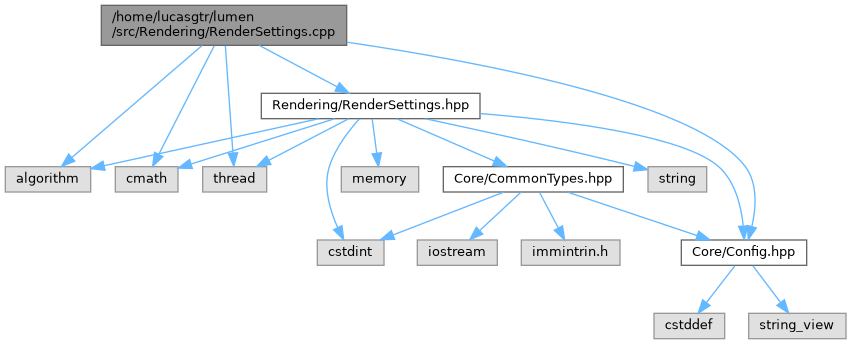 /home/lucasgtr/lumen
/src/Rendering/RenderSettings.cpp
Rendering/RenderSettings.hpp
algorithm
cmath
thread
memory
Core/CommonTypes.hpp
string
cstdint
iostream
immintrin.h
Core/Config.hpp
cstddef
string_view